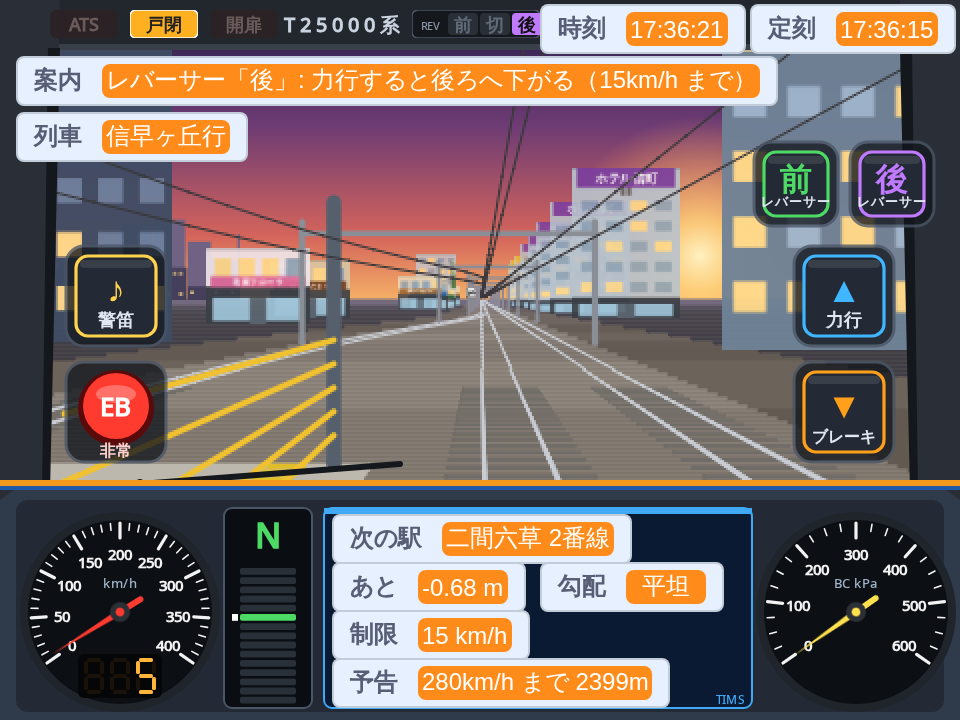 ATS 戸閉 開扉 T25000系 REV 前 切 後
時刻 17:36:21 定刻 17:36:15
案内 レバーサー「後」: 力行すると後ろへ下がる（15km/h まで）
列車 信早ヶ丘行
前 レバーサー
後 レバーサー
♪ 警笛
▲ 力行
EB 非常
▼ ブレーキ
0 50 100 150 200 250 300 350 400
km/h
5
N
次の駅 二間六草 2番線
あと -0.68 m 勾配 平坦
制限 15 km/h
予告 280km/h まで 2399m
TIMS
0 100 200 300 400 500 600
BC kPa